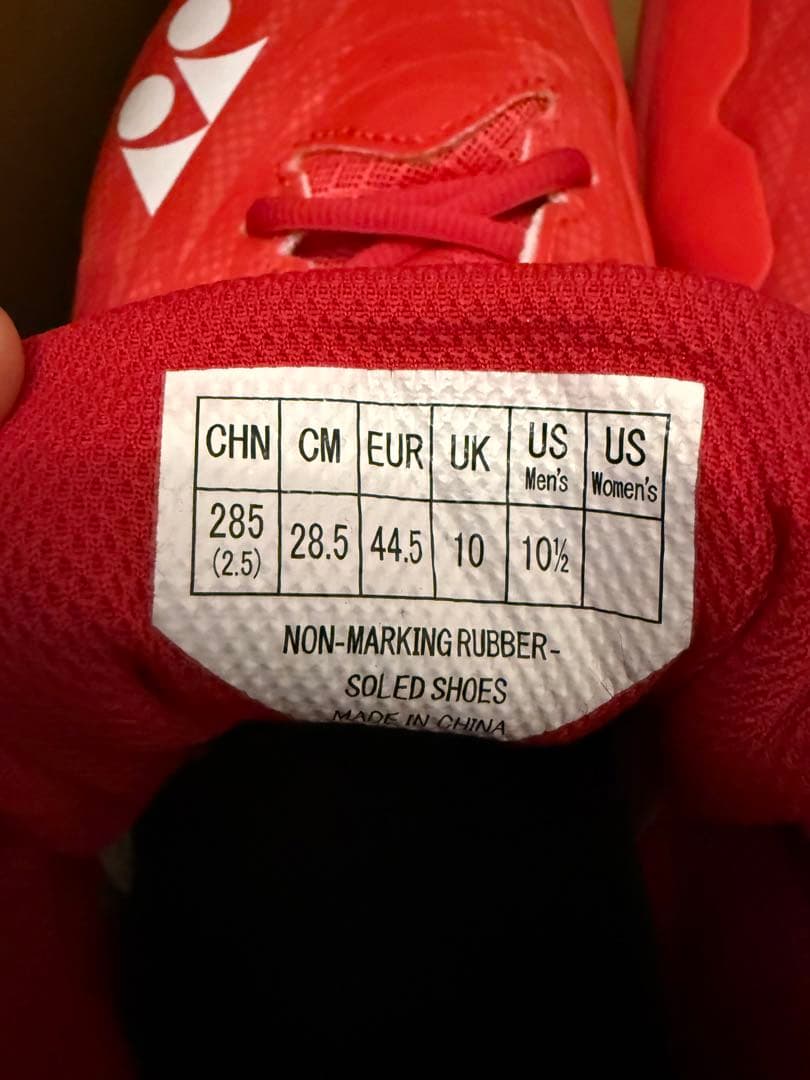 CHN CM EUR UK US Men's US Women's
285 (2.5) 28.5 44.5 10 10½
NON-MARKING RUBBER-
SOLED SHOES
MADE IN CHINA